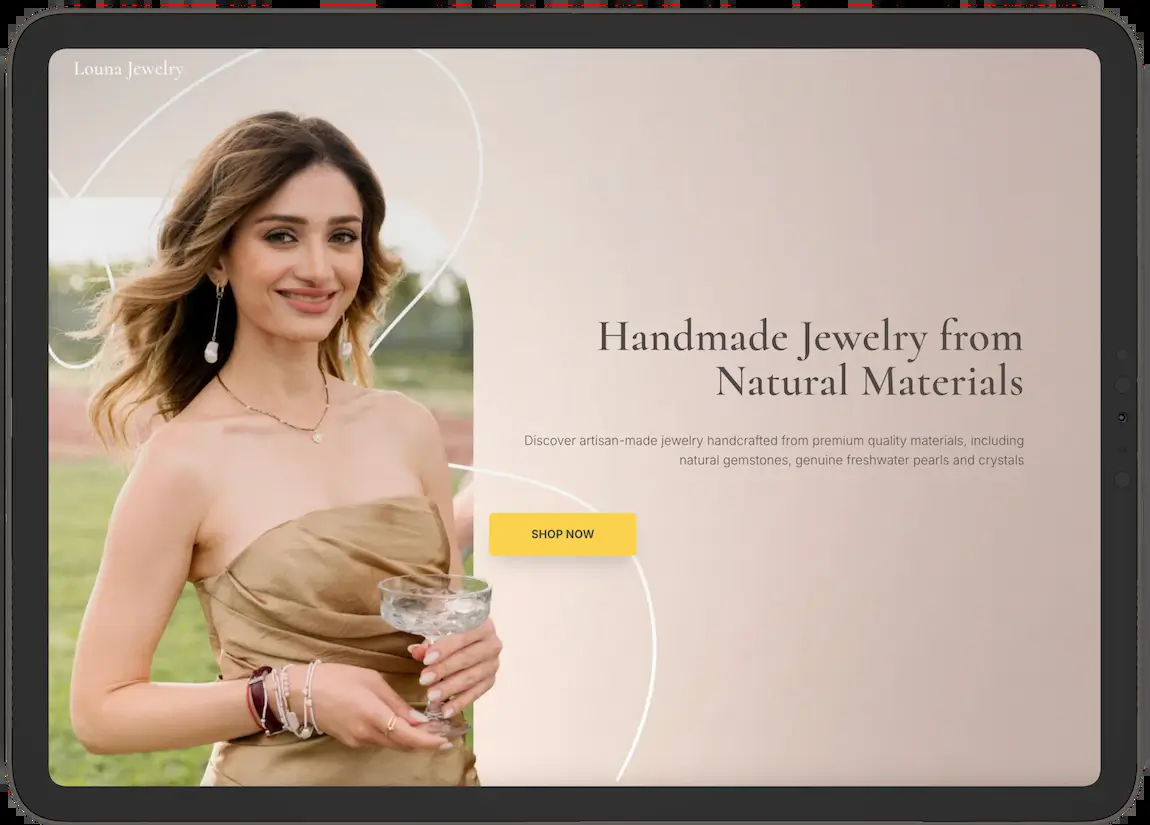 Louna Jewelry
Handmade Jewelry from
Natural Materials
Discover artisan-made jewelry handcrafted from premium quality materials, including
natural gemstones, genuine freshwater pearls and crystals
SHOP NOW